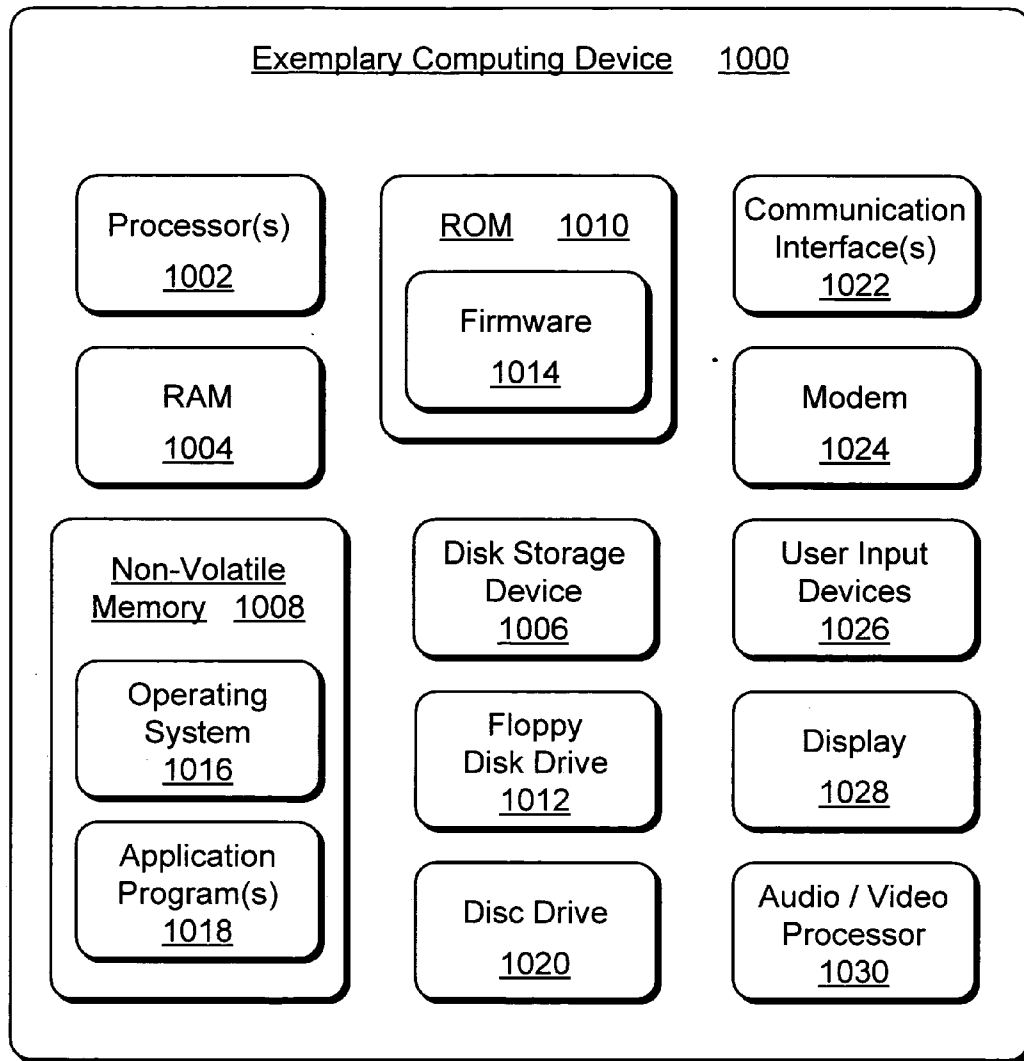 Exemplary Computing Device 1000
Processor(s)
1002
RAM
1004
Non-Volatile
Memory 1008
Operating
System
1016
Application
Program(s)
1018
ROM 1010
Firmware
1014
Disk Storage
Device
1006
Floppy
Disk Drive
1012
Disc Drive
1020
Communication
Interface(s)
1022
Modem
1024
User Input
Devices
1026
Display
1028
Audio / Video
Processor
1030